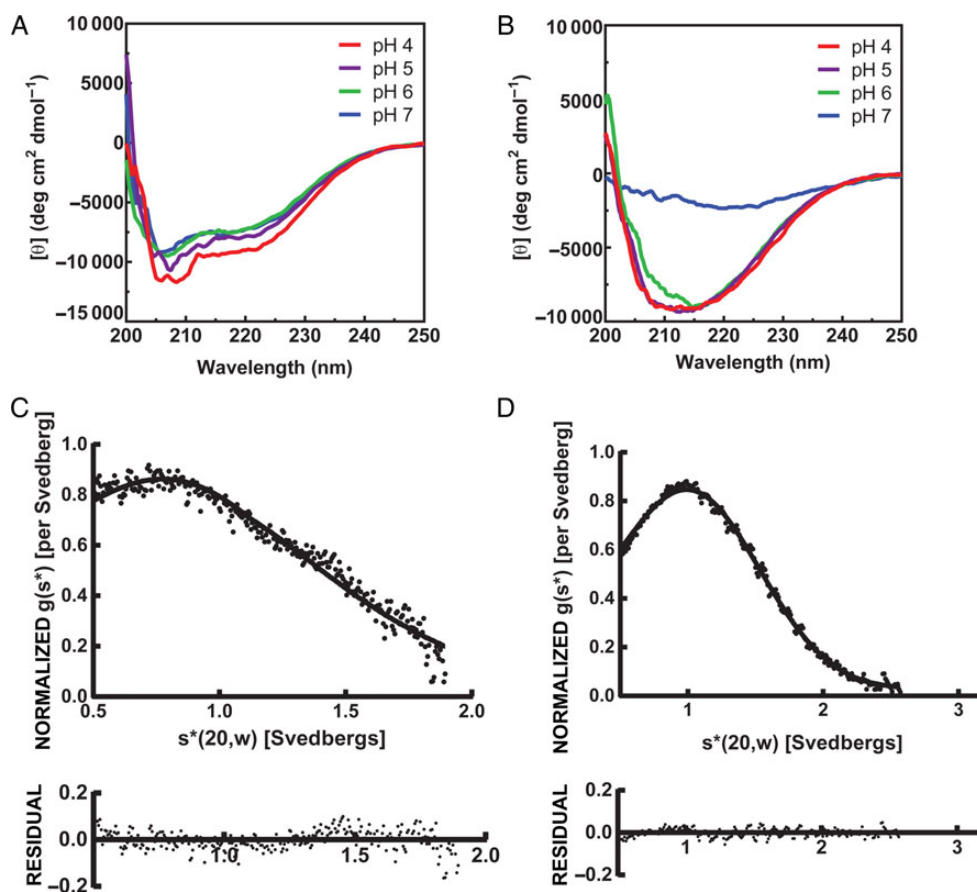 A
10 000
5000
0
−5000
−10 000
−15 000
200 210 220 230 240 250
[θ] (deg cm² dmol⁻¹)
Wavelength (nm)
pH 4
pH 5
pH 6
pH 7
B
10 000
5000
0
−5000
−10 000
200 210 220 230 240 250
[θ] (deg cm² dmol⁻¹)
Wavelength (nm)
pH 4
pH 5
pH 6
pH 7
C
1.0
0.8
0.6
0.4
0.2
0.0
0.5 1.0 1.5 2.0
NORMALIZED g(s*) [per Svedberg]
s*(20,w) [Svedbergs]
0.2
0.0
−0.2
1.0 1.5 2.0
RESIDUAL
D
1.0
0.8
0.6
0.4
0.2
0.0
1 2 3
NORMALIZED g(s*) [per Svedberg]
s*(20,w) [Svedbergs]
0.2
0.0
−0.2
1 2 3
RESIDUAL